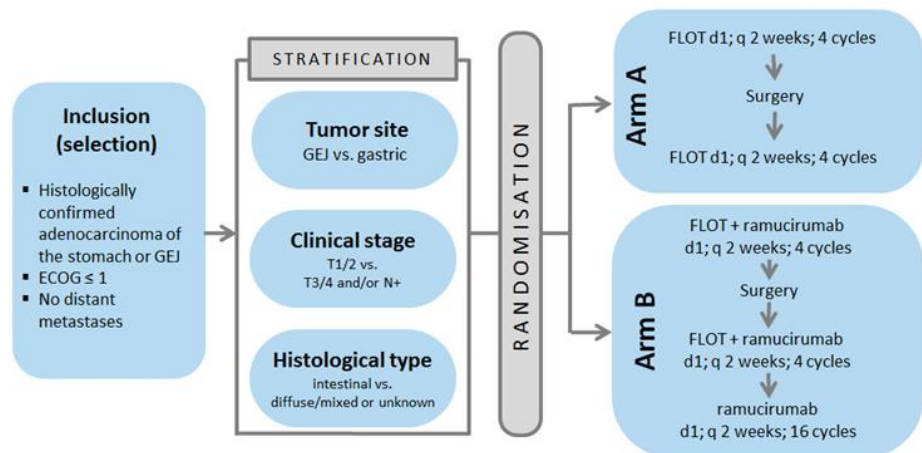 Inclusion
(selection)
▪ Histologically
confirmed
adenocarcinoma of
the stomach or GEJ
▪ ECOG ≤ 1
▪ No distant
metastases
STRATIFICATION
Tumor site
GEJ vs. gastric
Clinical stage
T1/2 vs.
T3/4 and/or N+
Histological type
intestinal vs.
diffuse/mixed or unknown
RANDOMISATION
Arm A
FLOT d1; q 2 weeks; 4 cycles
Surgery
FLOT d1; q 2 weeks; 4 cycles
Arm B
FLOT + ramucirumab
d1; q 2 weeks; 4 cycles
Surgery
FLOT + ramucirumab
d1; q 2 weeks; 4 cycles
ramucirumab
d1; q 2 weeks; 16 cycles